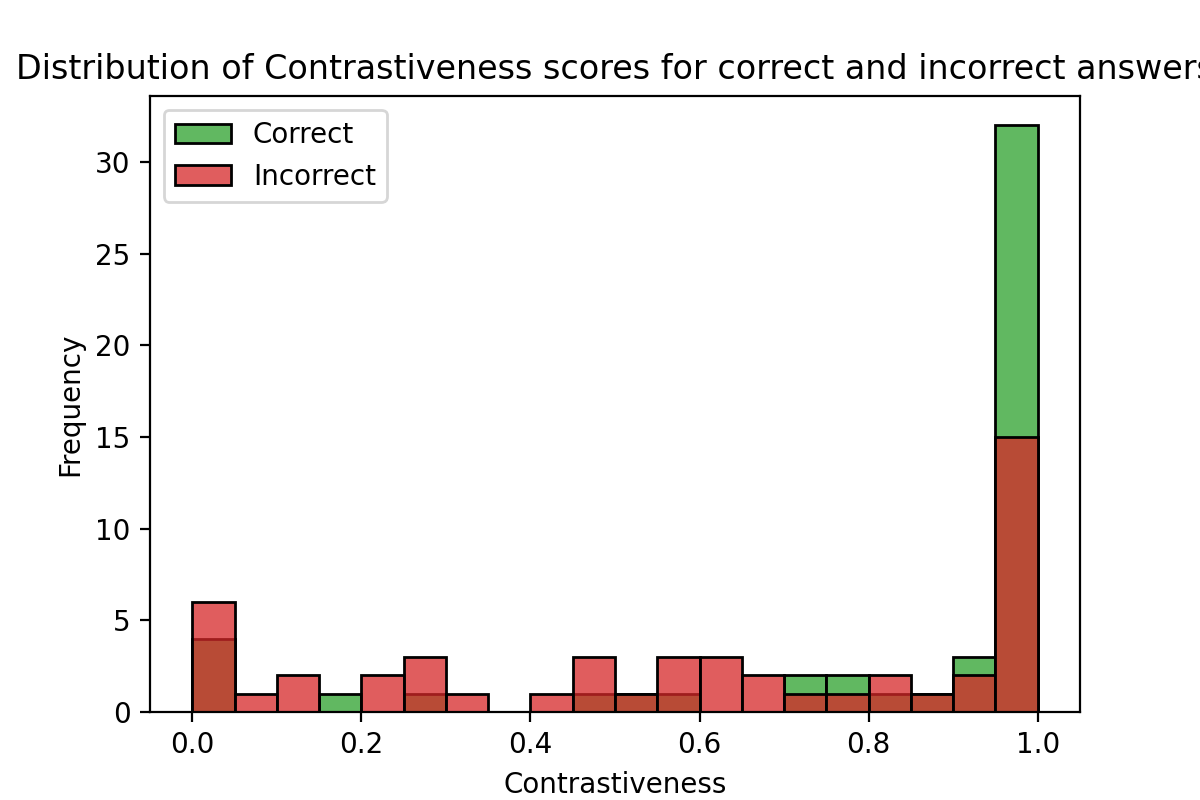 Distribution of Contrastiveness scores for correct and incorrect answers
Correct
Incorrect
30
25
20
15
10
5
0
Frequency
0.0 0.2 0.4 0.6 0.8 1.0
Contrastiveness